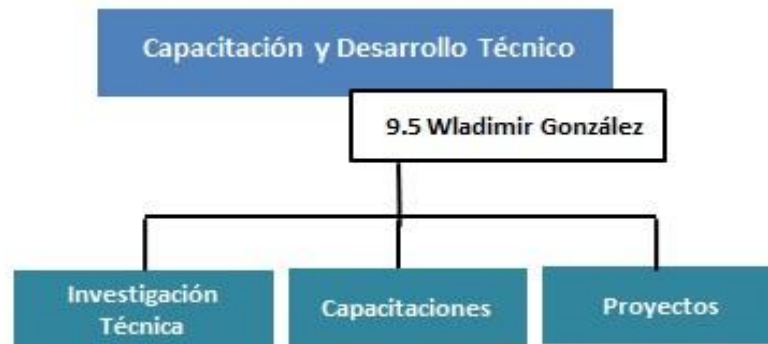 Capacitación y Desarrollo Técnico
9.5 Wladimir González
Investigación
Técnica
Capacitaciones
Proyectos